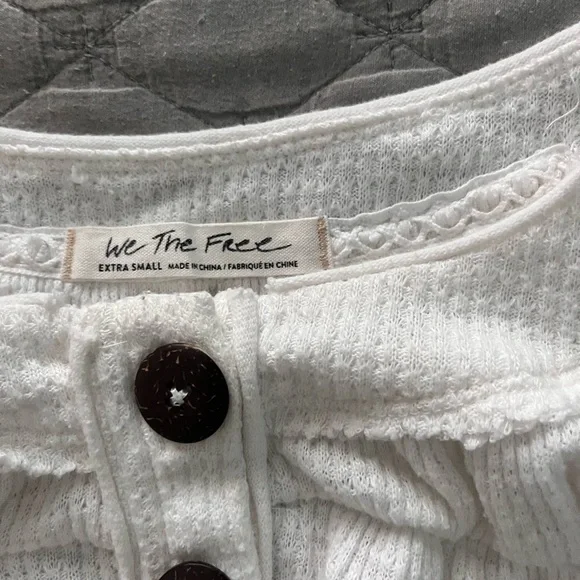 We The Free
EXTRA SMALL MADE IN CHINA / FABRIQUÉ EN CHINE